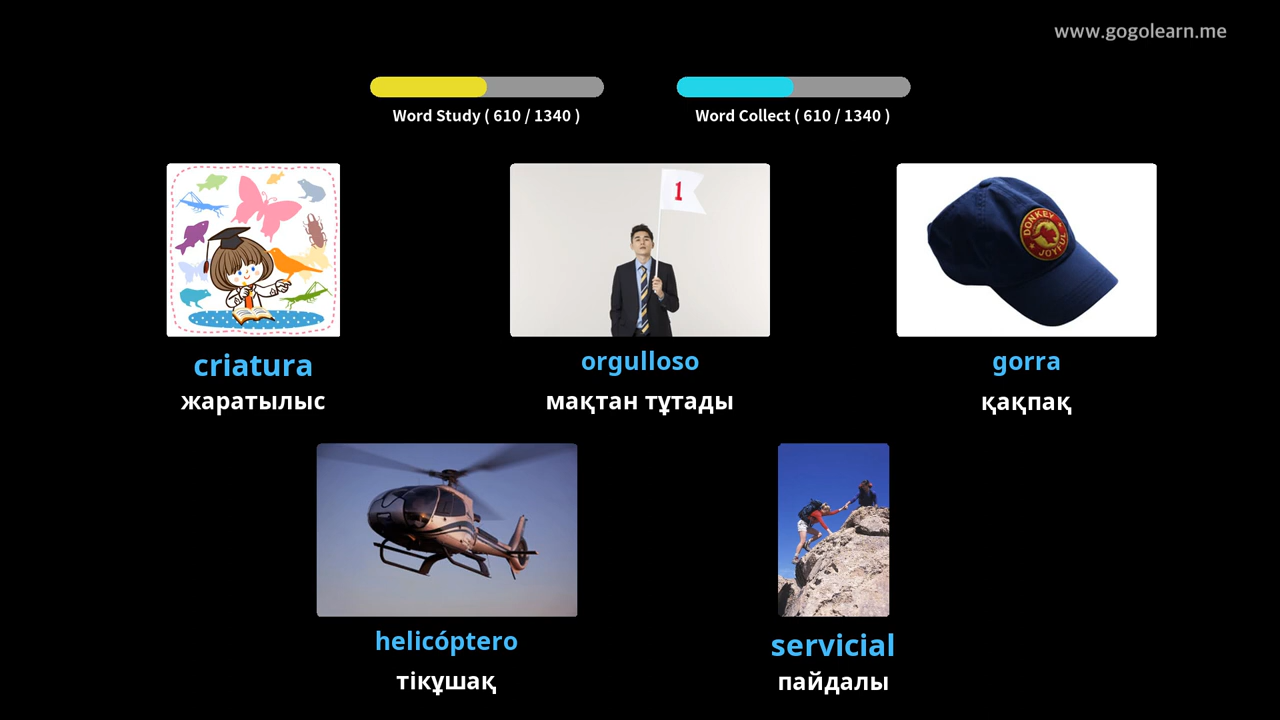 www.gogolearn.me
Word Study ( 610 / 1340 )
Word Collect ( 610 / 1340 )
1
DONKEY
JOYFUL
criatura
orgulloso
gorra
жаратылыс
мақтан тұтады
қақпақ
helicóptero
servicial
тікұшақ
пайдалы